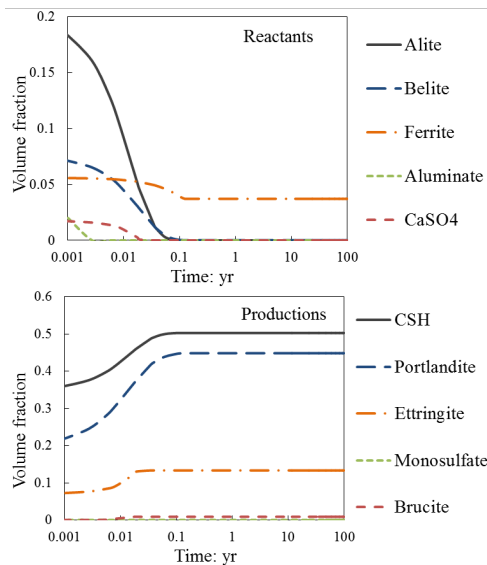 0.2
Reactants
0.15
0.1
0.05
0
Volume fraction
0.001 0.01 0.1 1 10 100
Time: yr
Alite
Belite
Ferrite
Aluminate
CaSO4
0.6
Productions
0.5
0.4
0.3
0.2
0.1
0
Volume fraction
0.001 0.01 0.1 1 10 100
Time: yr
CSH
Portlandite
Ettringite
Monosulfate
Brucite